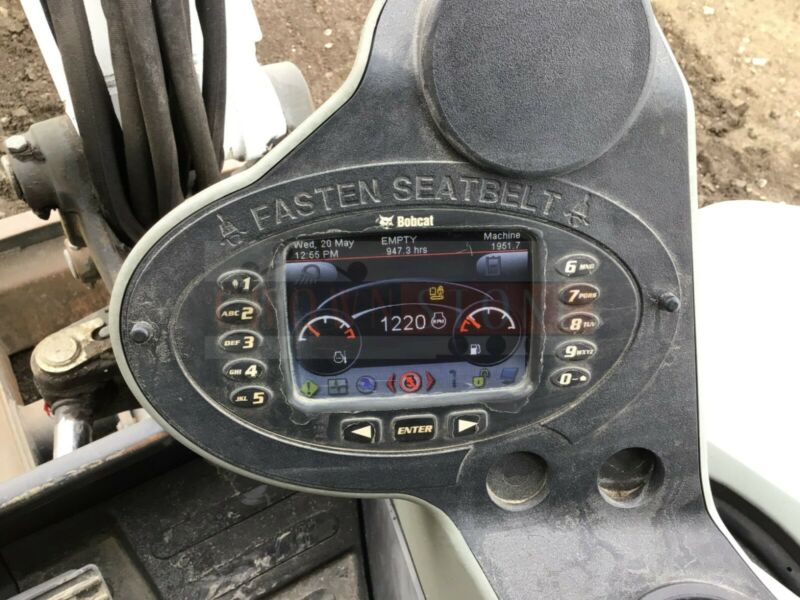 FASTEN SEATBELT
Bobcat
Wed, 20 May
12:55 PM
EMPTY
947.3 hrs
Machine
1951.7
1220 RPM
1
ABC 2
DEF 3
GHI 4
JKL 5
6 MNO
7 PQRS
8 TUV
9 WXYZ
0
ENTER